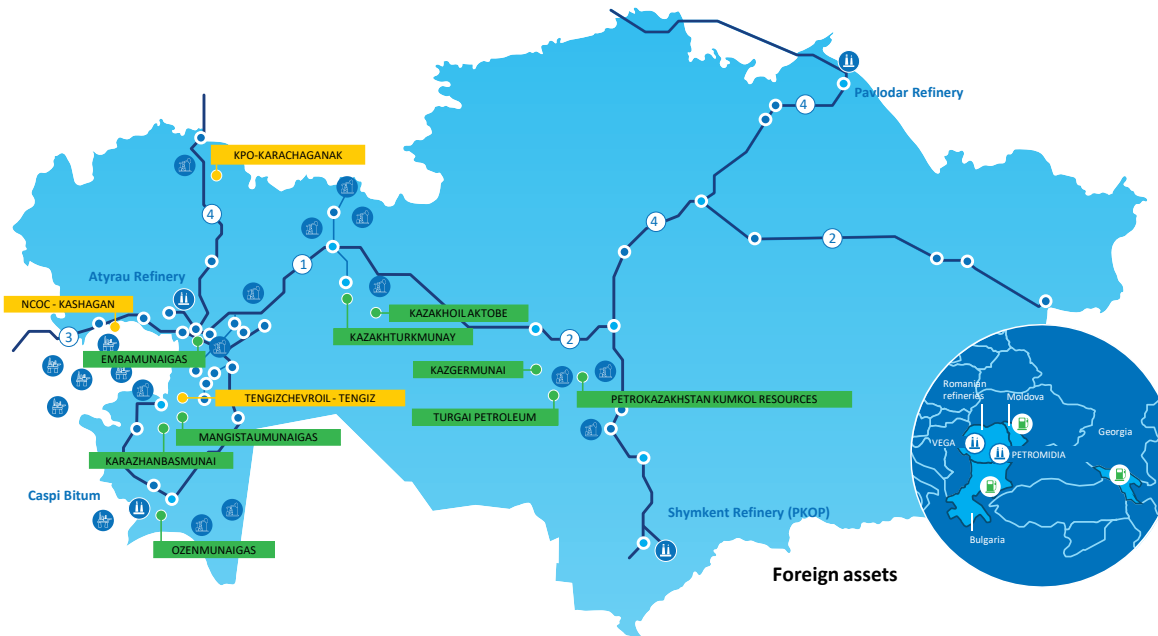 Pavlodar Refinery
4
KPO-KARACHAGANAK
4
4
2
1
Atyrau Refinery
NCOC - KASHAGAN
3
KAZAKHOILAKTOBE
KAZAKHTURKMUNAY
2
EMBAMUNAIGAS
KAZGERMUNAI
TENGIZCHEVROIL - TENGIZ
PETROKAZAKHSTAN KUMKOL RESOURCES
TURGAI PETROLEUM
MANGISTAUMUNAIGAS
KARAZHANBASMUNAI
Caspi Bitum
OZENMUNAIGAS
Shymkent Refinery (PKOP)
Foreign assets
Romanian
refineries
Moldova
Georgia
VEGA
PETROMIDIA
Bulgaria